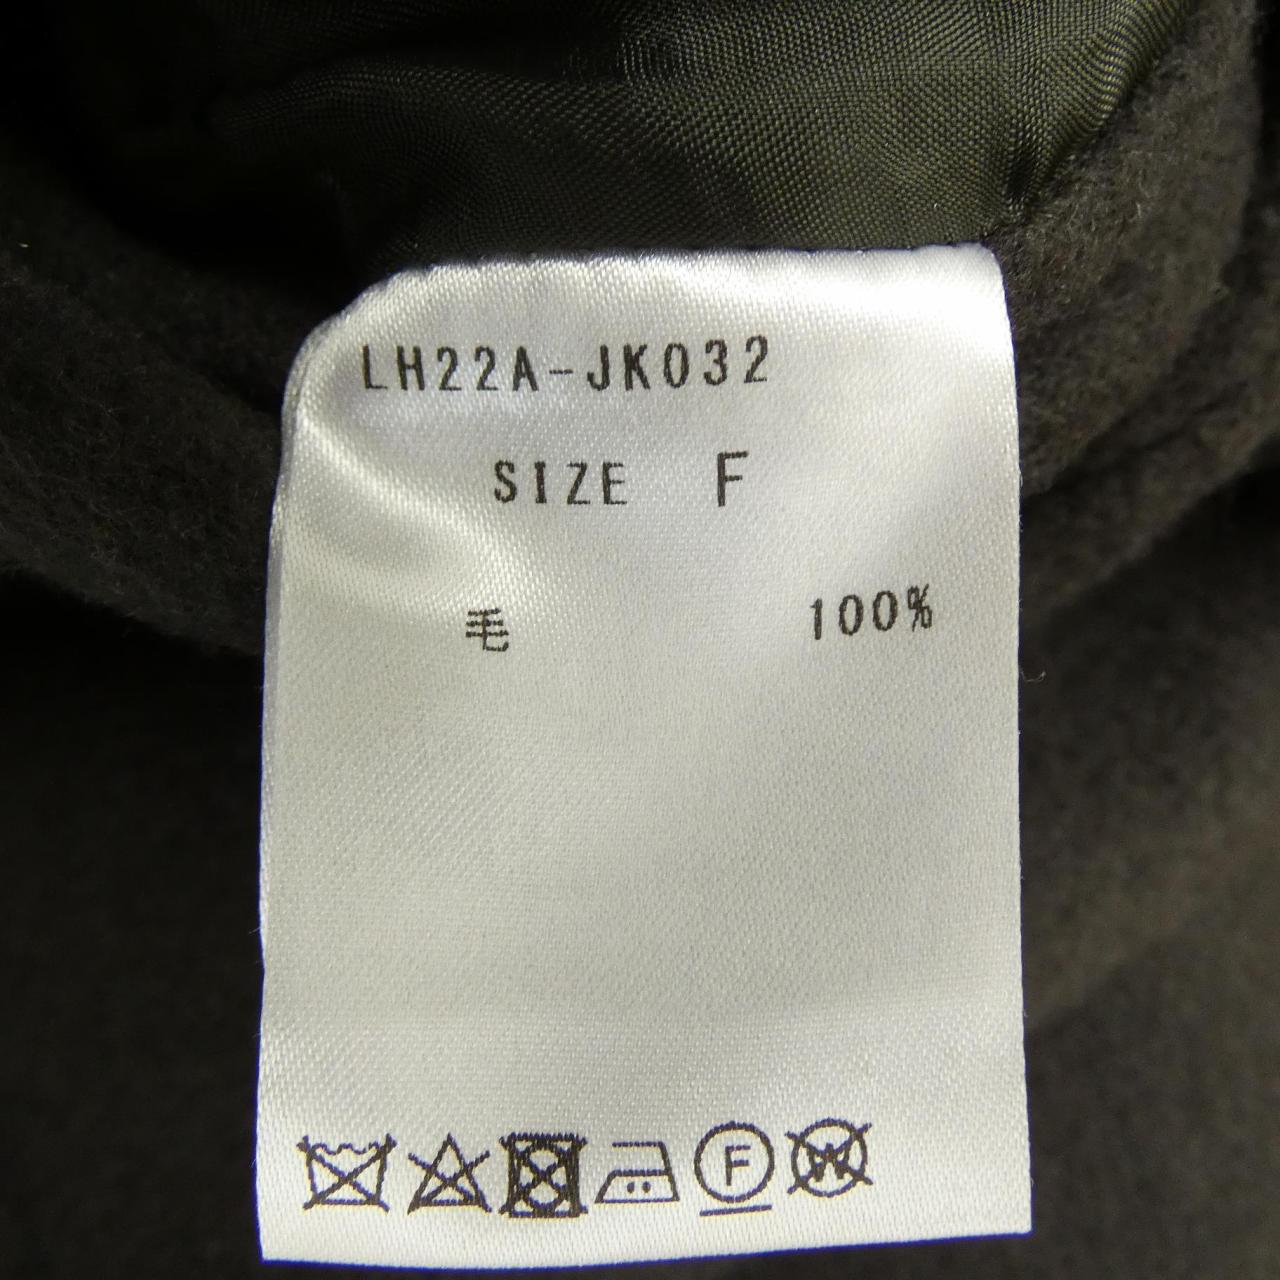 LH22A-JK032
SIZE F
毛 100%
F W